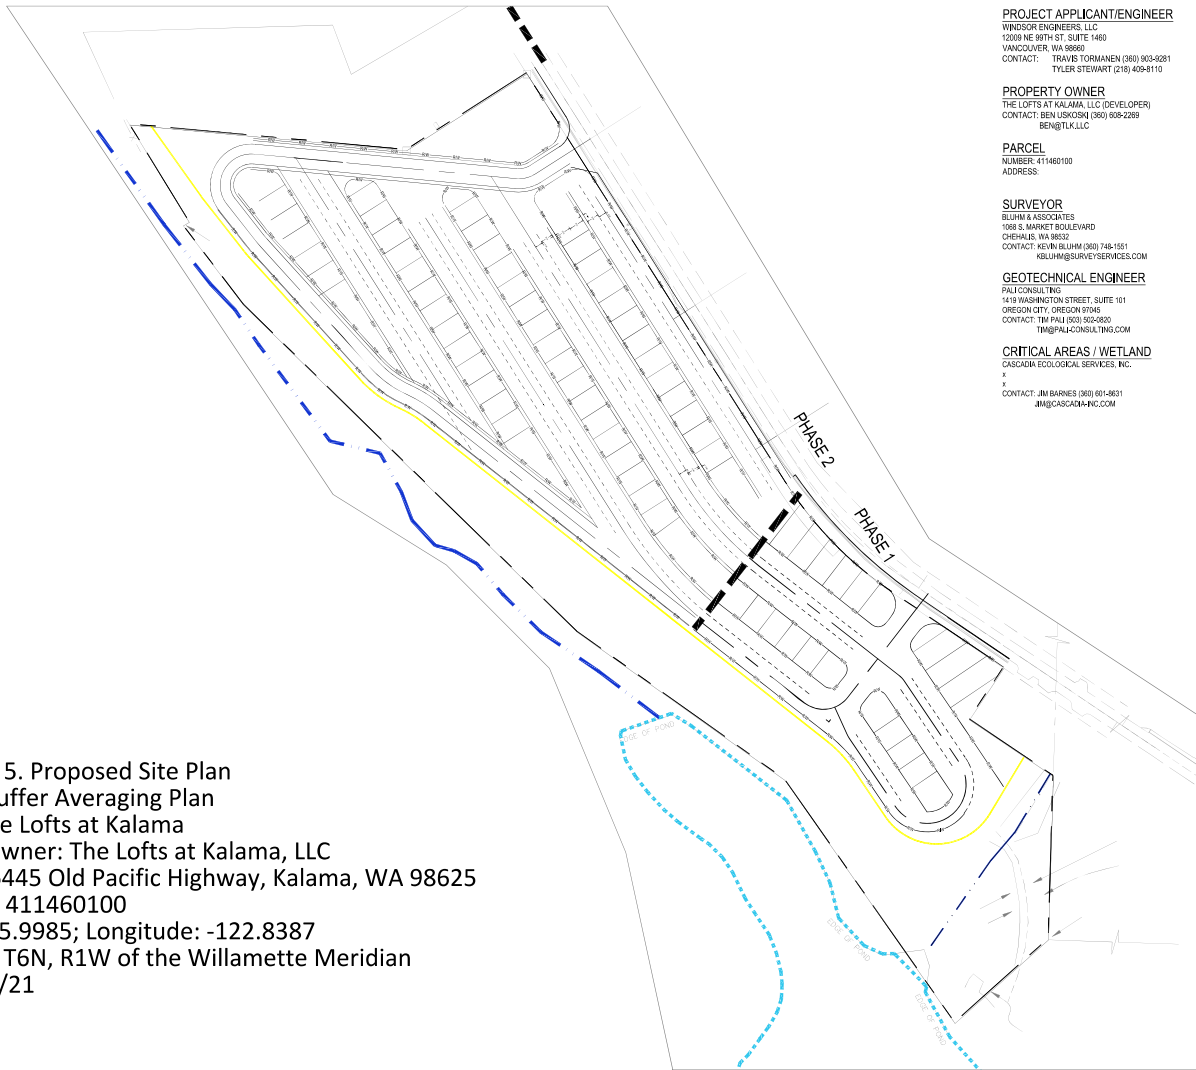 PROJECT APPLICANT/ENGINEER
WINDSOR ENGINEERS, LLC
12009 NE 99TH ST, SUITE 1460
VANCOUVER, WA 98660
CONTACT: TRAVIS TORMANEN (360) 903-9281
TYLER STEWART (218) 409-8110
PROPERTY OWNER
THE LOFTS AT KALAMA, LLC (DEVELOPER)
CONTACT: BEN USKOSKI (360) 608-2269
BEN@TLK.LLC
PARCEL
NUMBER: 411460100
ADDRESS:
SURVEYOR
BLUHM & ASSOCIATES
1068 S. MARKET BOULEVARD
CHEHALIS, WA 98532
CONTACT: KEVIN BLUHM (360) 748-1551
KBLUHM@SURVEYSERVICES.COM
GEOTECHNICAL ENGINEER
PALI CONSULTING
1419 WASHINGTON STREET, SUITE 101
OREGON CITY, OREGON 97045
CONTACT: TIM PALI (503) 502-0820
TIM@PALI-CONSULTING.COM
CRITICAL AREAS / WETLAND
CASCADIA ECOLOGICAL SERVICES, INC.
X
X
CONTACT: JIM BARNES (360) 601-8631
JIM@CASCADIA-INC.COM
PHASE 2
PHASE 1
EDGE OF POND
EDGE OF POND
EDGE OF POND
5. Proposed Site Plan
uffer Averaging Plan
e Lofts at Kalama
wner: The Lofts at Kalama, LLC
445 Old Pacific Highway, Kalama, WA 98625
411460100
5.9985; Longitude: -122.8387
T6N, R1W of the Willamette Meridian
/21